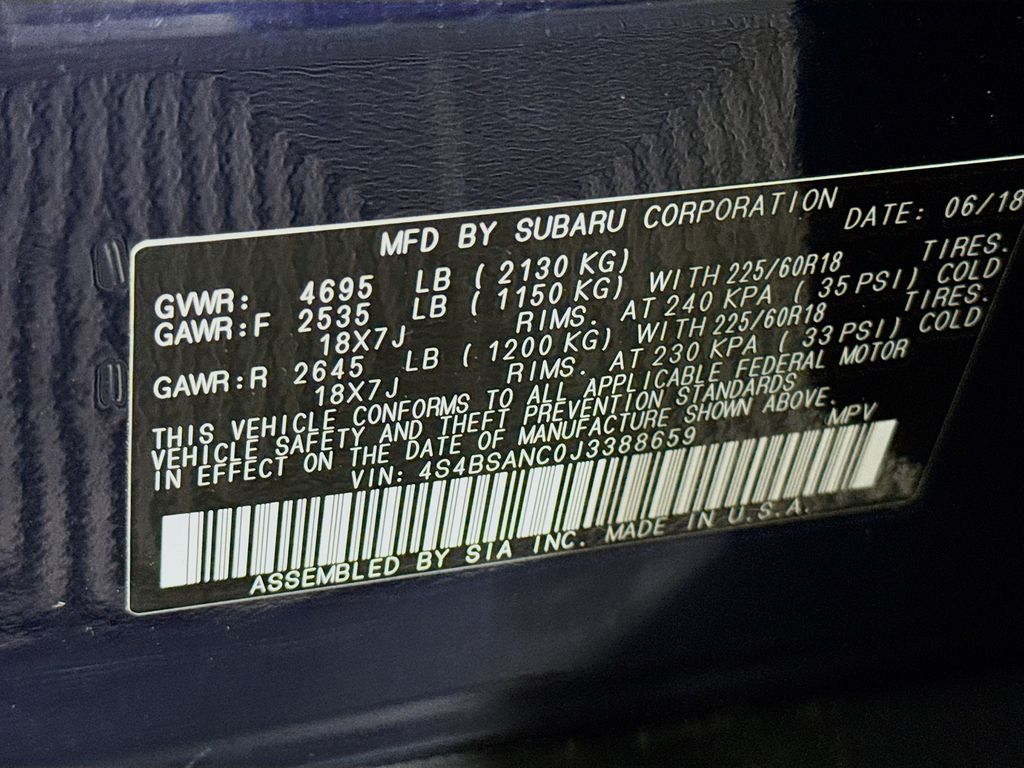 MFD BY SUBARU CORPORATION DATE: 06/18
GVWR: 4695 LB ( 2130 KG)
GAWR:F 2535 LB ( 1150 KG) WITH 225/60R18 TIRES.
18X7J RIMS. AT 240 KPA ( 35 PSI) COLD
GAWR:R 2645 LB ( 1200 KG) WITH 225/60R18 TIRES.
18X7J RIMS. AT 230 KPA ( 33 PSI) COLD
THIS VEHICLE CONFORMS TO ALL APPLICABLE FEDERAL MOTOR
VEHICLE SAFETY AND THEFT PREVENTION STANDARDS
IN EFFECT ON THE DATE OF MANUFACTURE SHOWN ABOVE.
VIN: 4S4BSANC0J3388659 MPV
ASSEMBLED BY SIA INC. MADE IN U.S.A.